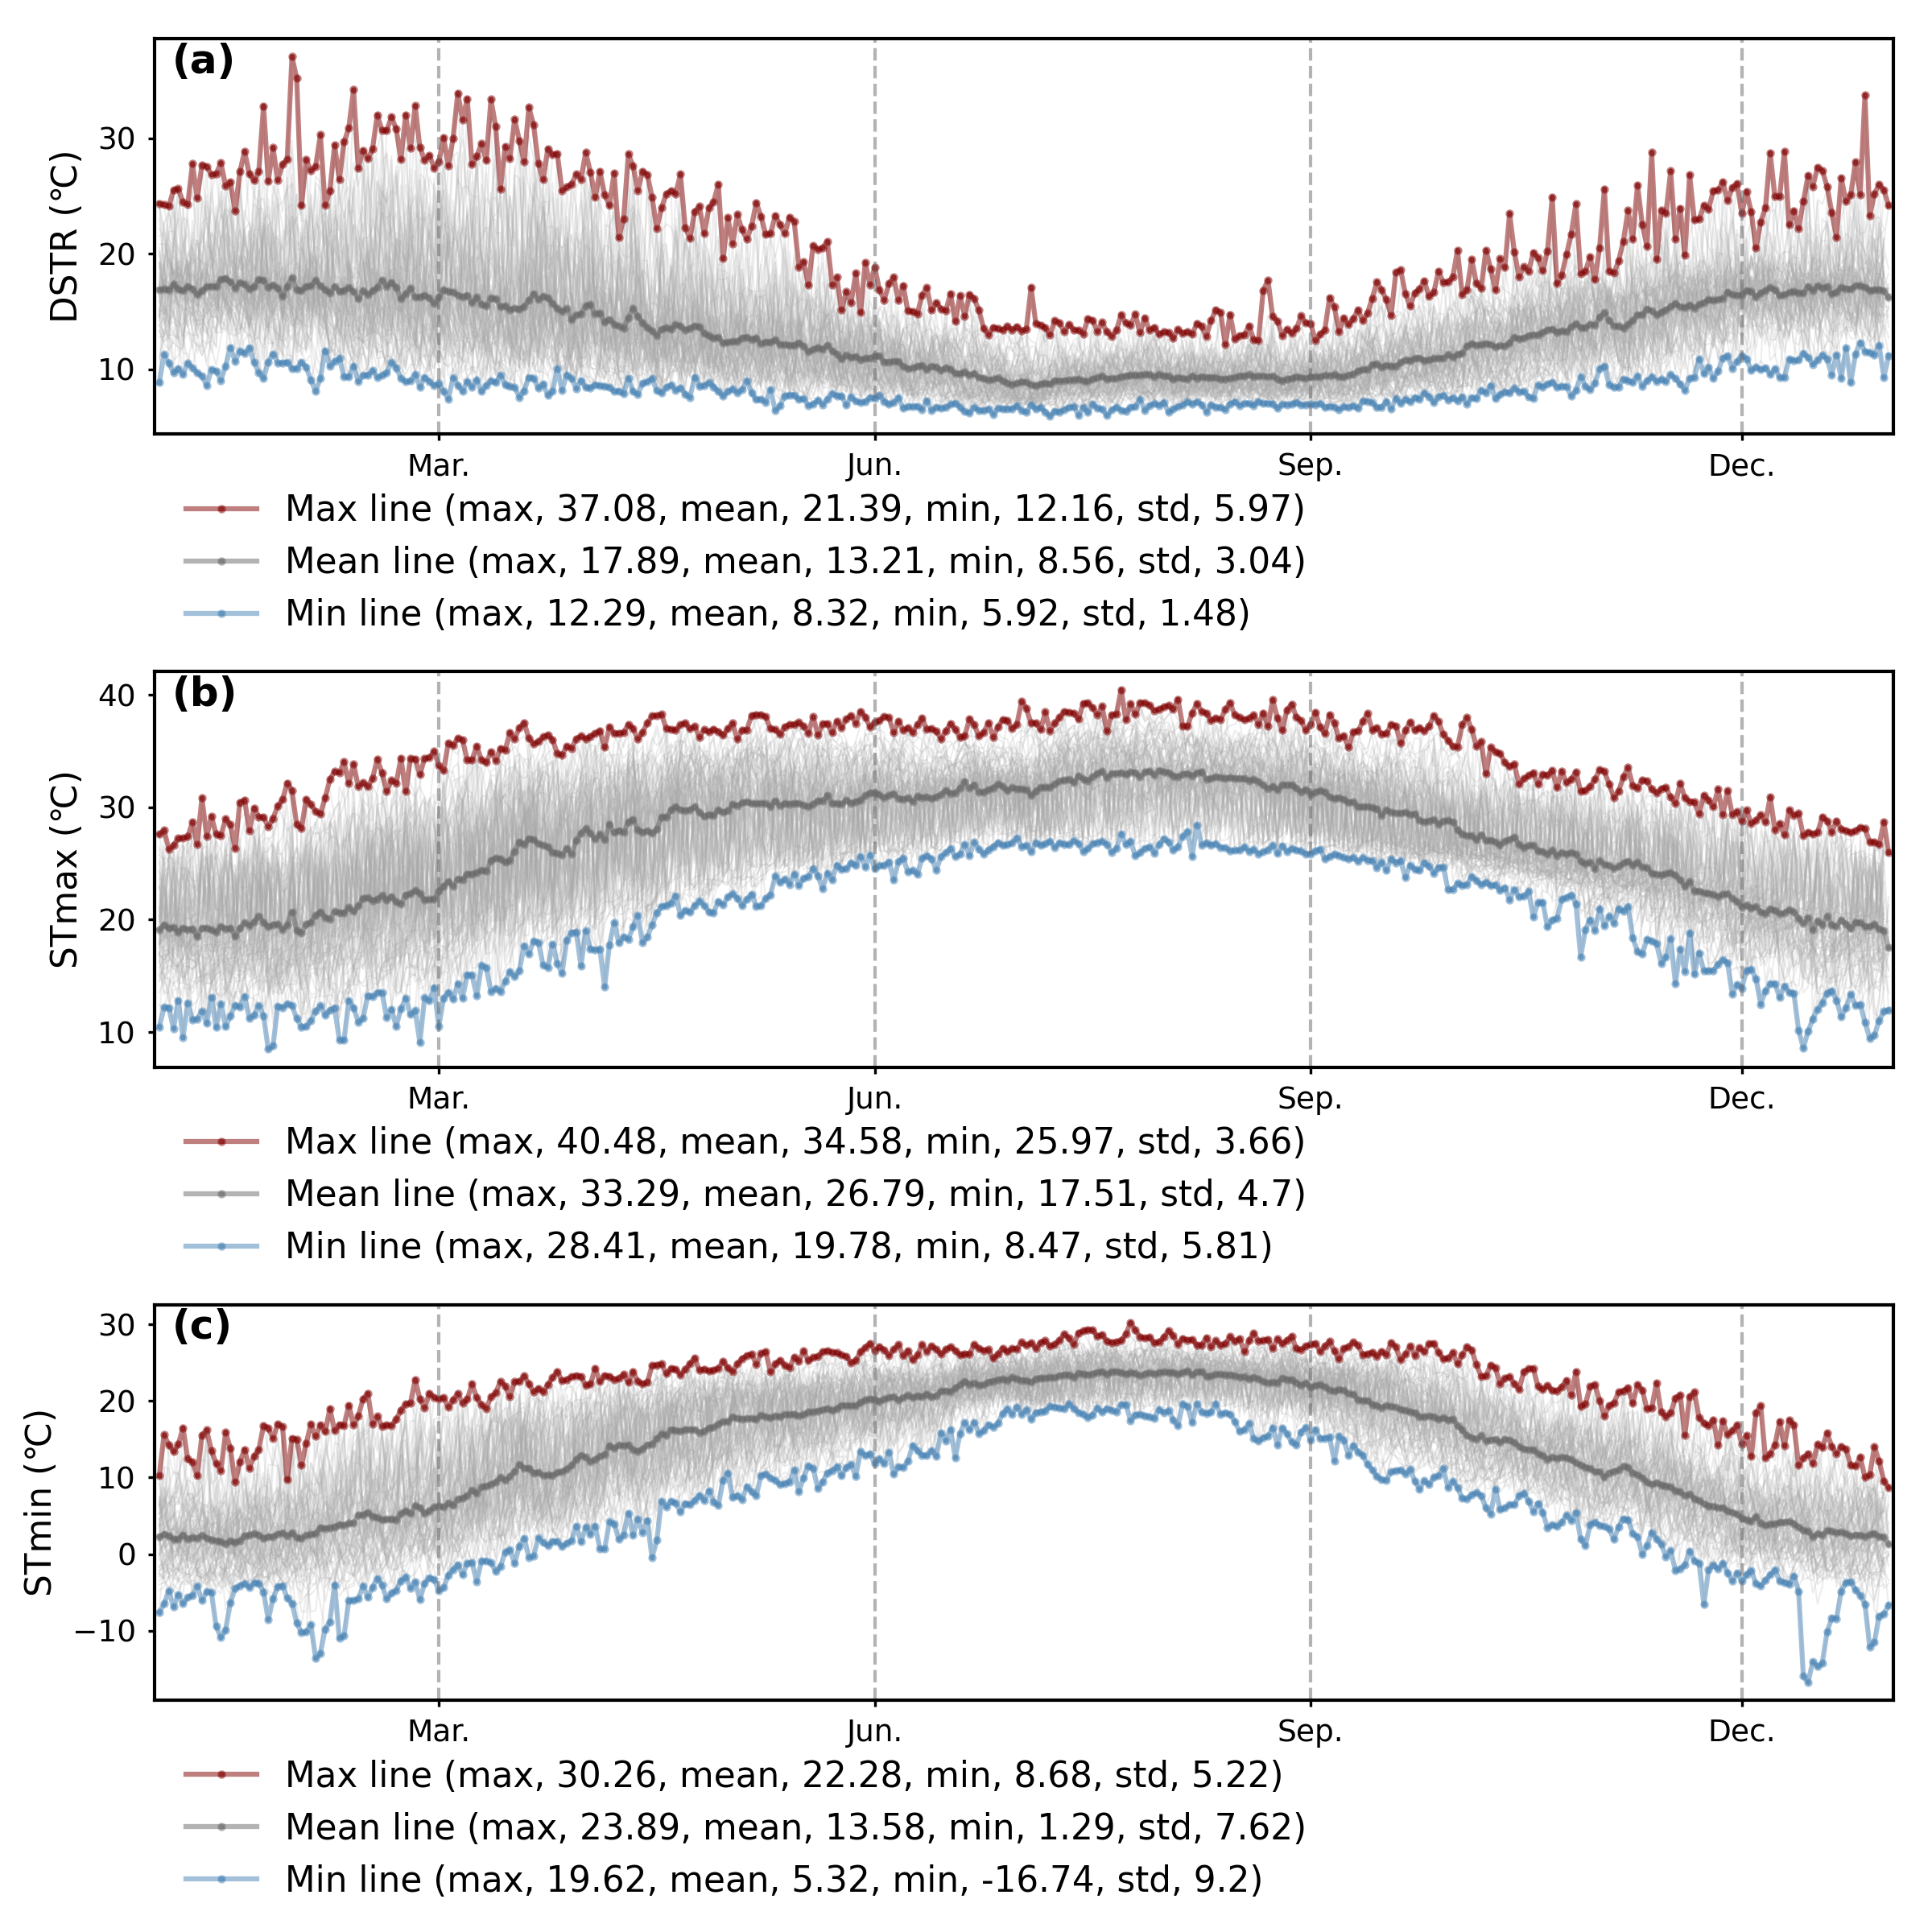 (a)
DSTR (°C)
30
20
10
Mar. Jun. Sep. Dec.
Max line (max, 37.08, mean, 21.39, min, 12.16, std, 5.97)
Mean line (max, 17.89, mean, 13.21, min, 8.56, std, 3.04)
Min line (max, 12.29, mean, 8.32, min, 5.92, std, 1.48)
(b)
STmax (°C)
40
30
20
10
Mar. Jun. Sep. Dec.
Max line (max, 40.48, mean, 34.58, min, 25.97, std, 3.66)
Mean line (max, 33.29, mean, 26.79, min, 17.51, std, 4.7)
Min line (max, 28.41, mean, 19.78, min, 8.47, std, 5.81)
(c)
STmin (°C)
30
20
10
0
−10
Mar. Jun. Sep. Dec.
Max line (max, 30.26, mean, 22.28, min, 8.68, std, 5.22)
Mean line (max, 23.89, mean, 13.58, min, 1.29, std, 7.62)
Min line (max, 19.62, mean, 5.32, min, -16.74, std, 9.2)